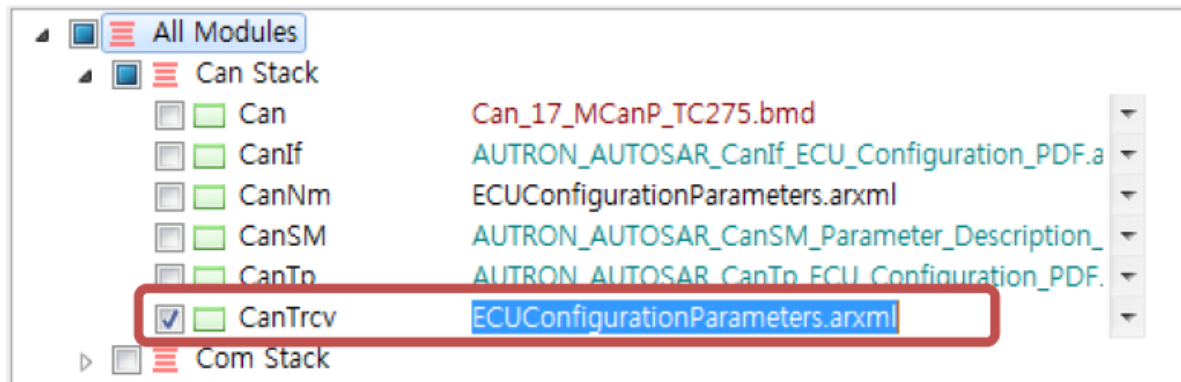 All Modules
Can Stack
Can Can_17_MCanP_TC275.bmd
CanIf AUTRON_AUTOSAR_CanIf_ECU_Configuration_PDF.a
CanNm ECUConfigurationParameters.arxml
CanSM AUTRON_AUTOSAR_CanSM_Parameter_Description_
CanTp AUTRON_AUTOSAR_CanTp_ECU_Configuration_PDF.
CanTrcv ECUConfigurationParameters.arxml
Com Stack